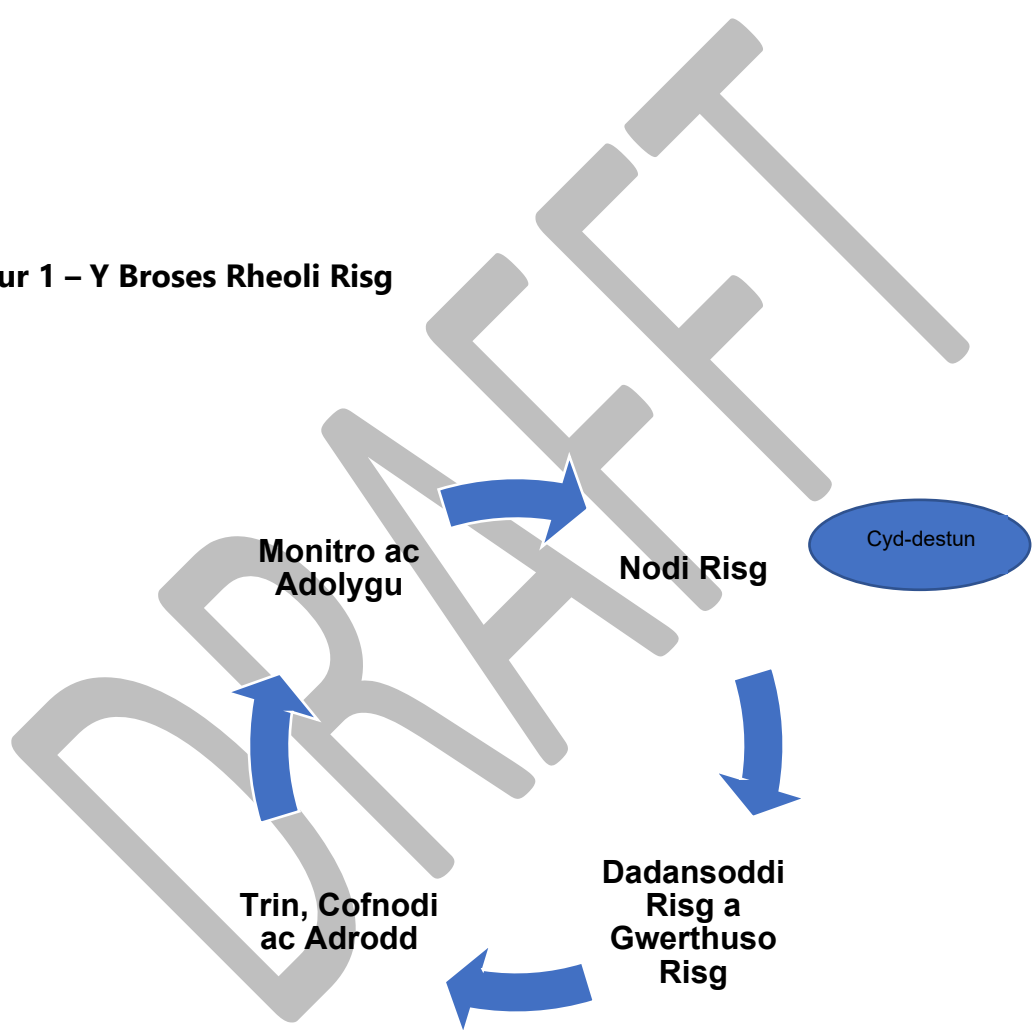 ur 1 – Y Broses Rheoli Risg
Monitro ac
Adolygu
Nodi Risg
Cyd-destun
Dadansoddi
Risg a
Gwerthuso
Risg
Trin, Cofnodi
ac Adrodd
DRAFT